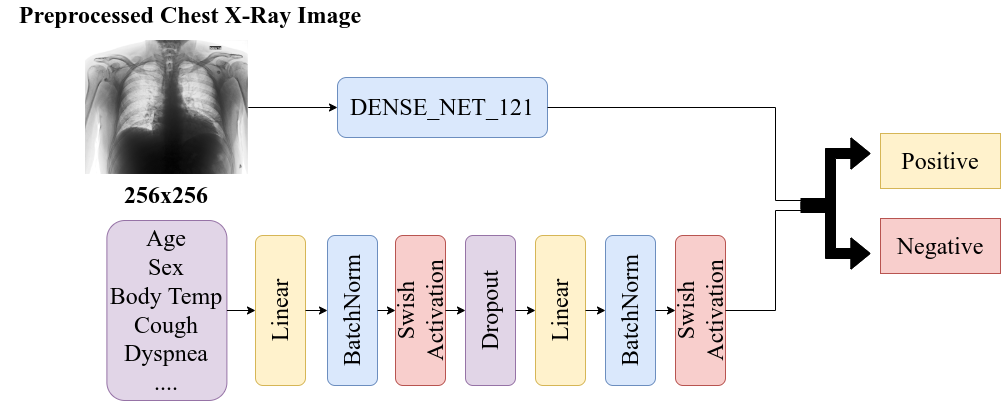 Preprocessed Chest X-Ray Image
DENSE_NET_121
256x256
Age
Sex
Body Temp
Cough
Dyspnea
....
Linear
BatchNorm
Swish
Activation
Dropout
Linear
BatchNorm
Swish
Activation
Positive
Negative